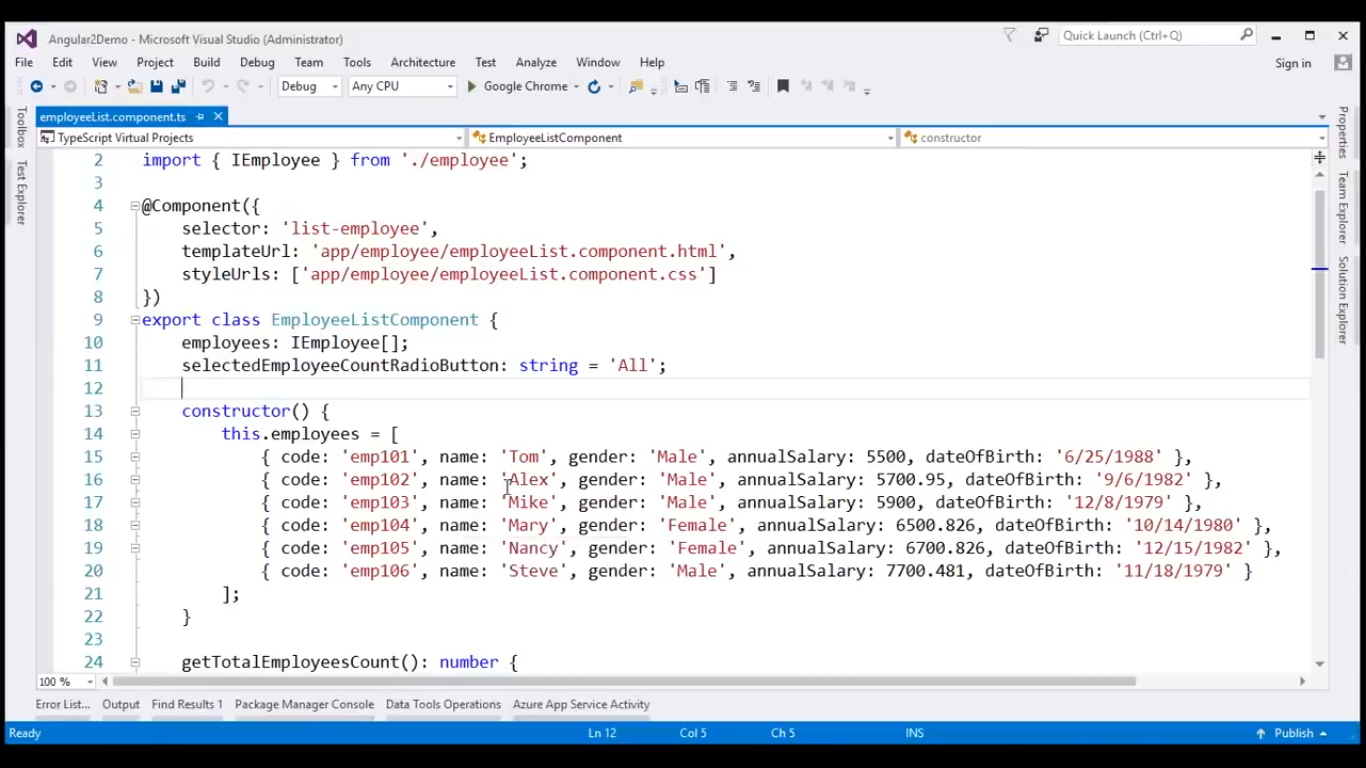 Angular2Demo - Microsoft Visual Studio (Administrator)
Quick Launch (Ctrl+Q)
File Edit View Project Build Debug Team Tools Architecture Test Analyze Window Help
Sign in
Debug Any CPU Google Chrome
Toolbox
Test Explorer
employeeList.component.ts
TypeScript Virtual Projects EmployeeListComponent constructor
2 import { IEmployee } from './employee';
3
4 @Component({
5 selector: 'list-employee',
6 templateUrl: 'app/employee/employeeList.component.html',
7 styleUrls: ['app/employee/employeeList.component.css']
8 })
9 export class EmployeeListComponent {
10 employees: IEmployee[];
11 selectedEmployeeCountRadioButton: string = 'All';
12
13 constructor() {
14 this.employees = [
15 { code: 'emp101', name: 'Tom', gender: 'Male', annualSalary: 5500, dateOfBirth: '6/25/1988' },
16 { code: 'emp102', name: 'Alex', gender: 'Male', annualSalary: 5700.95, dateOfBirth: '9/6/1982' },
17 { code: 'emp103', name: 'Mike', gender: 'Male', annualSalary: 5900, dateOfBirth: '12/8/1979' },
18 { code: 'emp104', name: 'Mary', gender: 'Female', annualSalary: 6500.826, dateOfBirth: '10/14/1980' },
19 { code: 'emp105', name: 'Nancy', gender: 'Female', annualSalary: 6700.826, dateOfBirth: '12/15/1982' },
20 { code: 'emp106', name: 'Steve', gender: 'Male', annualSalary: 7700.481, dateOfBirth: '11/18/1979' }
21 ];
22 }
23
24 getTotalEmployeesCount(): number {
Properties
Team Explorer
Solution Explorer
100 %
Error List... Output Find Results 1 Package Manager Console Data Tools Operations Azure App Service Activity
Ready Ln 12 Col 5 Ch 5 INS Publish